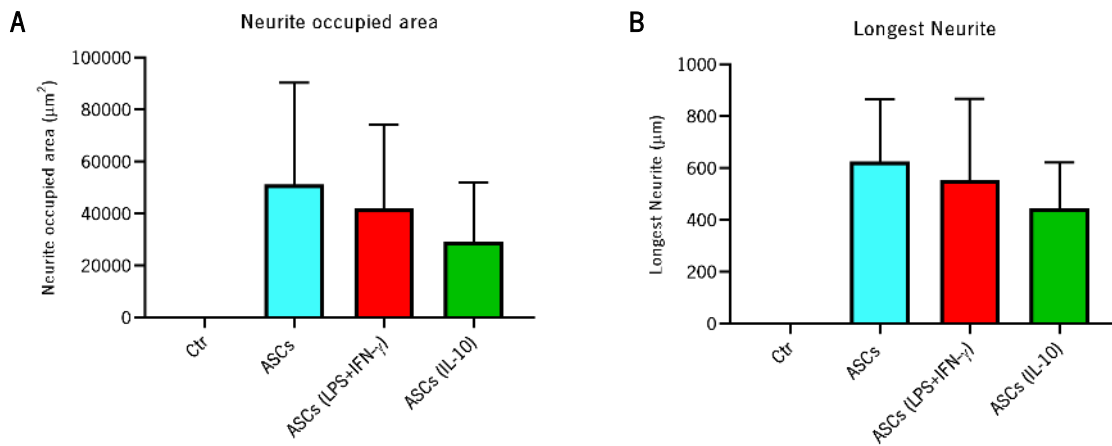 A
Neurite occupied area
Neurite occupied area (μm²)
100000
80000
60000
40000
20000
0
Ctr
ASCs
ASCs (LPS+IFN-γ)
ASCs (IL-10)
B
Longest Neurite
Longest Neurite (μm)
1000
800
600
400
200
0
Ctr
ASCs
ASCs (LPS+IFN-γ)
ASCs (IL-10)